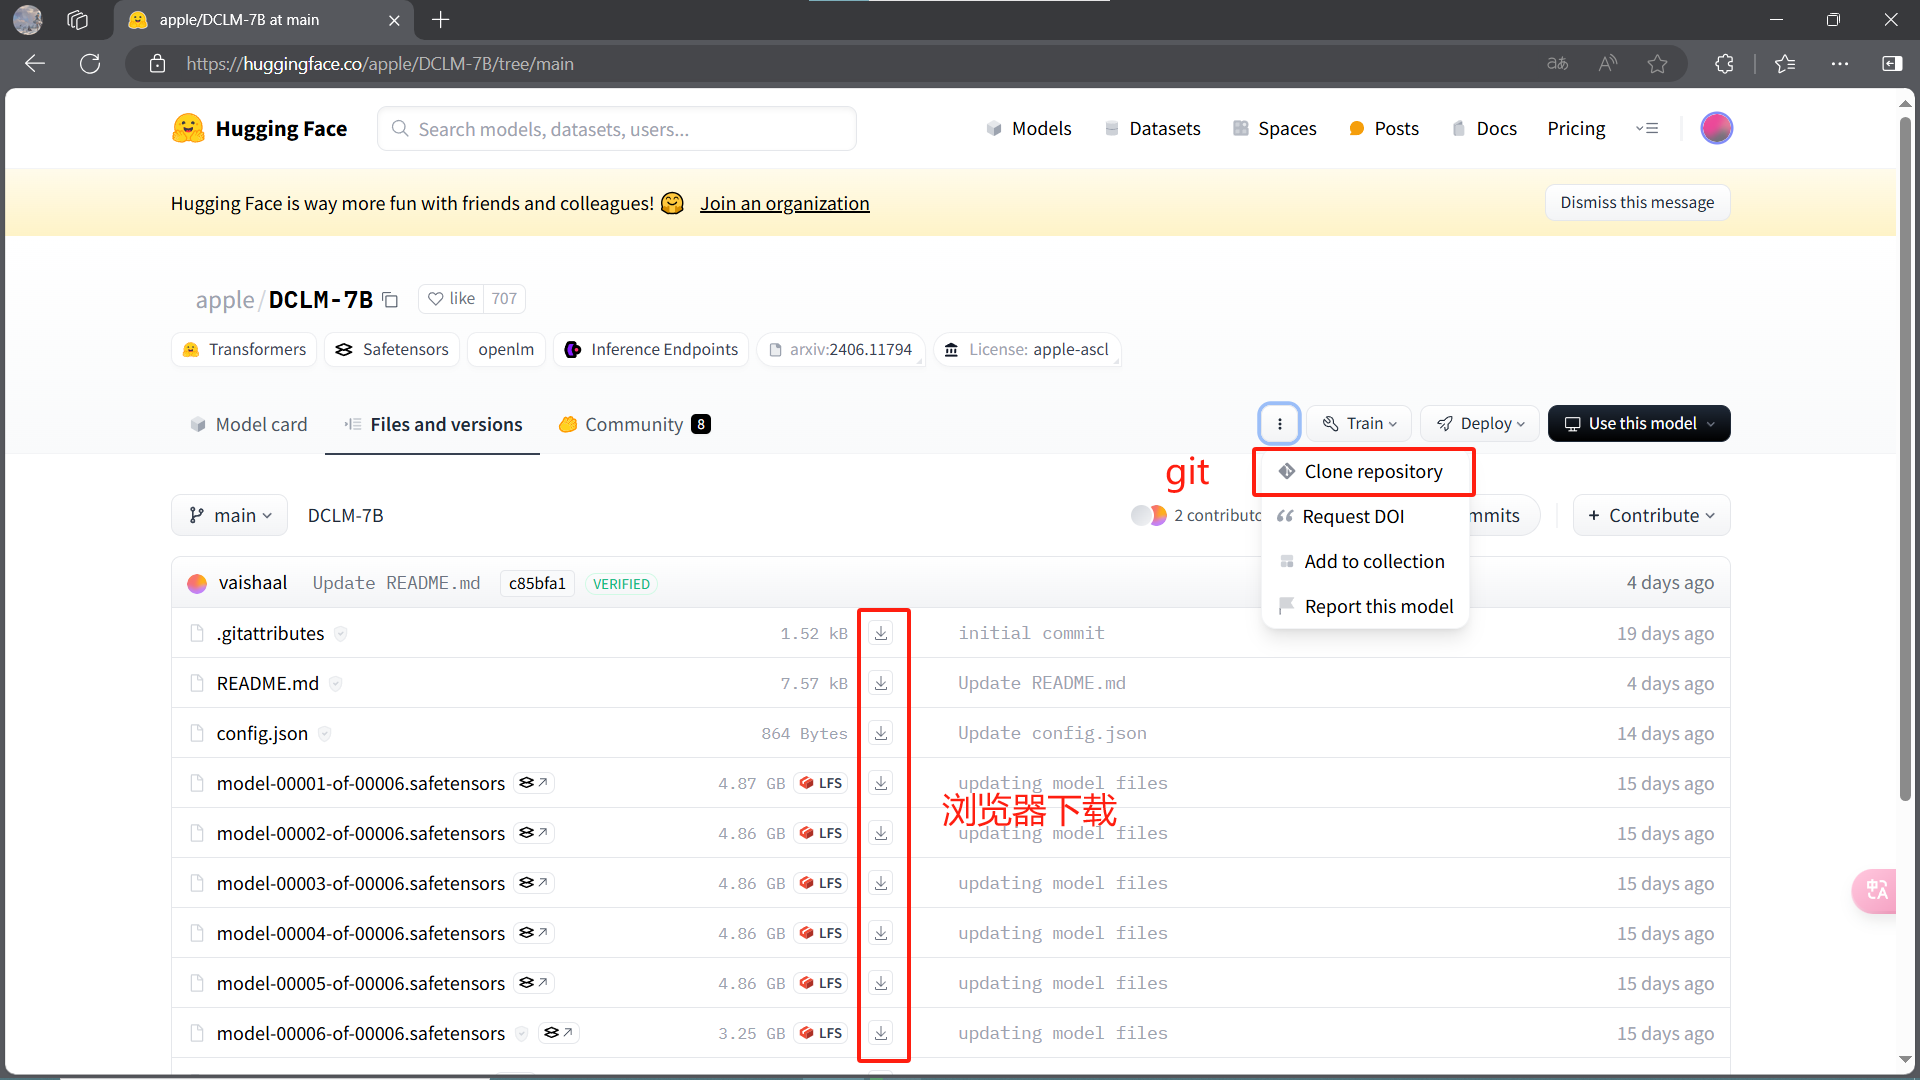 apple/DCLM-7B at main
https://huggingface.co/apple/DCLM-7B/tree/main
Hugging Face
Search models, datasets, users...
Models
Datasets
Spaces
Posts
Docs
Pricing
Hugging Face is way more fun with friends and colleagues! 🤗 Join an organization
Dismiss this message
apple/DCLM-7B
like 707
Transformers
Safetensors
openlm
Inference Endpoints
arxiv:2406.11794
License: apple-ascl
Model card
Files and versions
Community 8
Train
Deploy
Use this model
git
Clone repository
Request DOI
Add to collection
Report this model
main
DCLM-7B
2 contributo
mmits
+ Contribute
vaishaal Update README.md c85bfa1 VERIFIED 4 days ago
.gitattributes 1.52 kB initial commit 19 days ago
README.md 7.57 kB Update README.md 4 days ago
config.json 864 Bytes Update config.json 14 days ago
model-00001-of-00006.safetensors 4.87 GB LFS updating model files 15 days ago
浏览器下载
model-00002-of-00006.safetensors 4.86 GB LFS updating model files 15 days ago
model-00003-of-00006.safetensors 4.86 GB LFS updating model files 15 days ago
model-00004-of-00006.safetensors 4.86 GB LFS updating model files 15 days ago
model-00005-of-00006.safetensors 4.86 GB LFS updating model files 15 days ago
model-00006-of-00006.safetensors 3.25 GB LFS updating model files 15 days ago